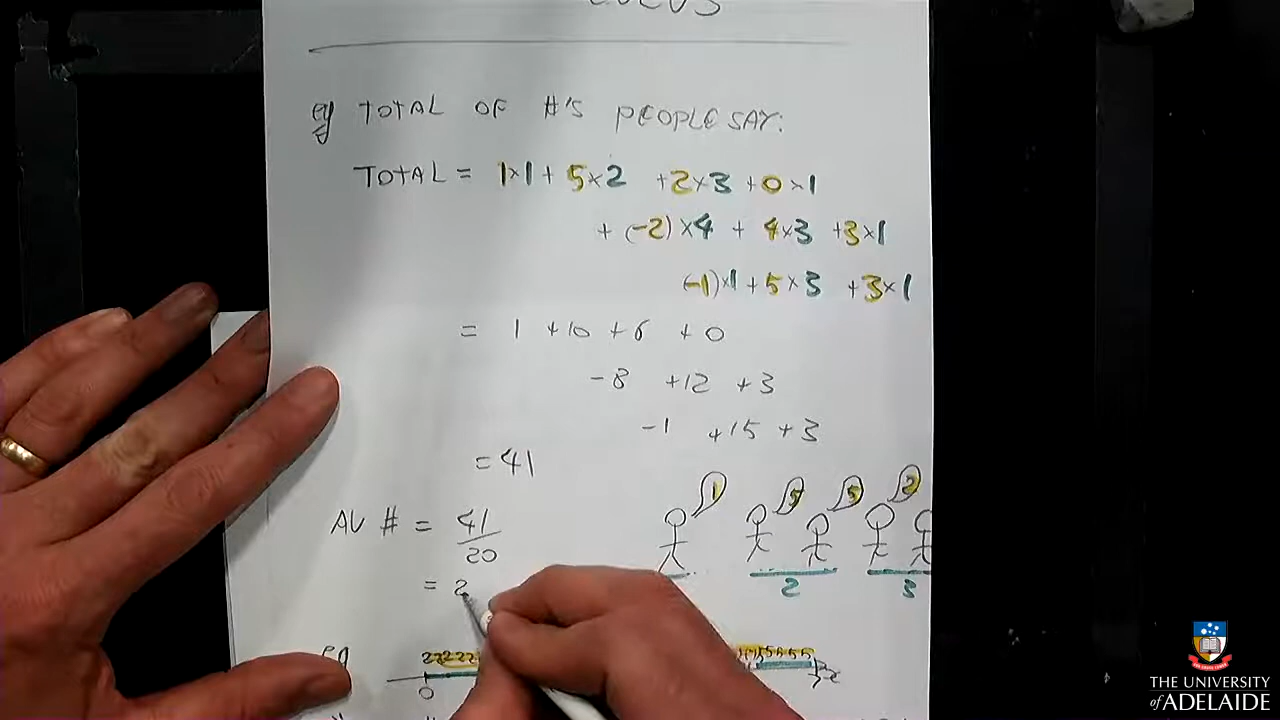 eg TOTAL OF #'S PEOPLE SAY:
TOTAL = 1×1 + 5×2 +2×3 +0×1
+ (-2)×4 + 4×3 +3×1
(-1)×1 + 5×3 +3×1
= 1 +10 +6 +0
-8 +12 +3
-1 +15 +3
= 41
1 5 5 2
AV # = 41
20
2 3
= 2
eg
0
THE UNIVERSITY
of ADELAIDE